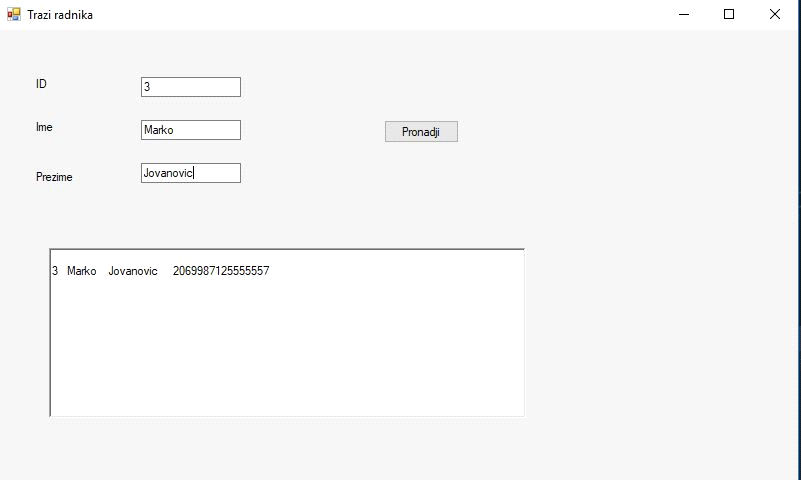 Trazi radnika
ID 3
Ime Marko
Pronadji
Prezime Jovanovic
3 Marko Jovanovic 2069987125555557